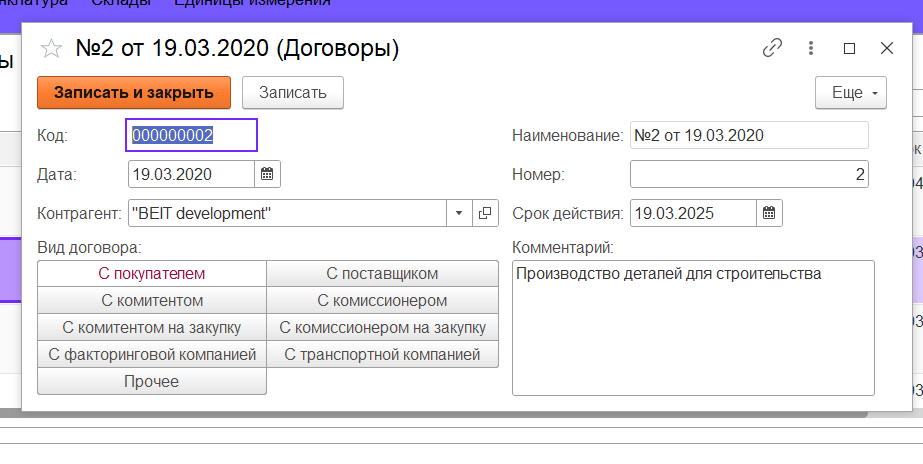 Склады Единицы измерения
№2 от 19.03.2020 (Договоры)
Записать и закрыть Записать Еще
Код: 000000002 Наименование: №2 от 19.03.2020
Дата: 19.03.2020 Номер: 2
Контрагент: "BEIT development" Срок действия: 19.03.2025
Вид договора: Комментарий:
С покупателем С поставщиком Производство деталей для строительства
С комитентом С комиссионером
С комитентом на закупку С комиссионером на закупку
С факторинговой компанией С транспортной компанией
Прочее